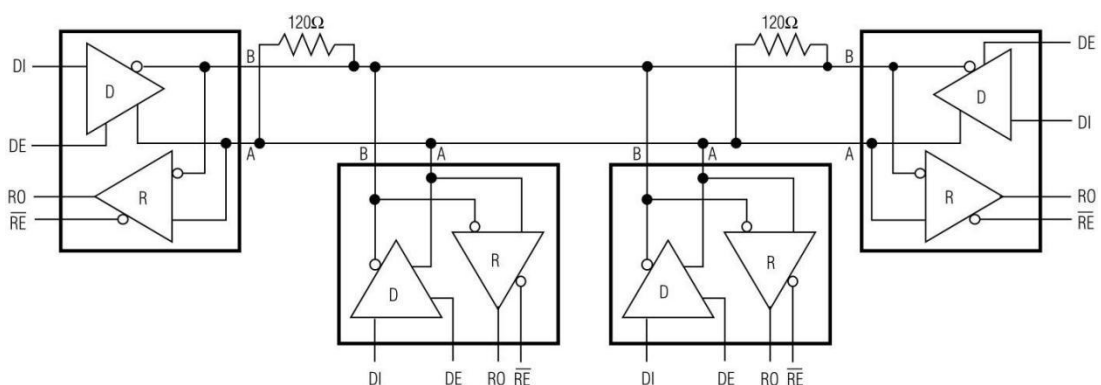 120Ω 120Ω
B B DE
DI D D
DI
DE A B A B A A
RO R R RO
RE RE
R R
D D
DI DE RO RE DI DE RO RE